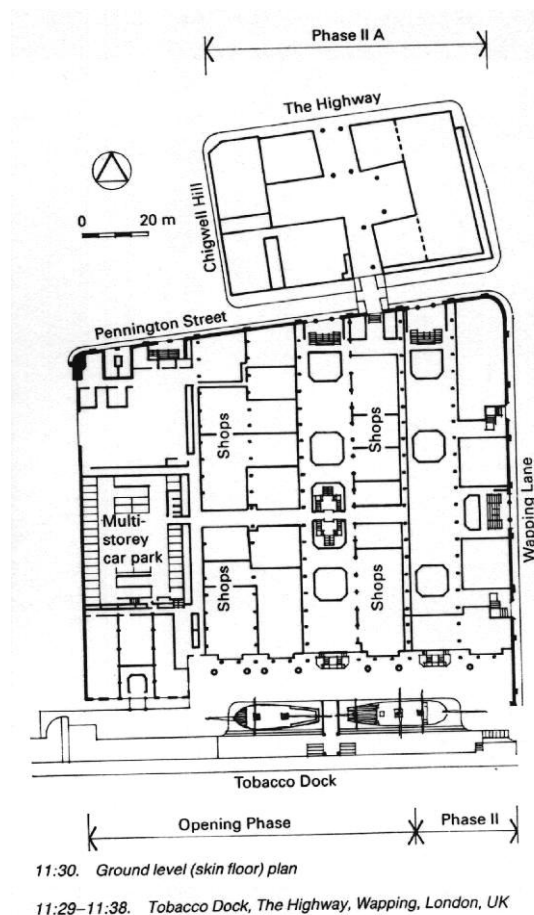 Phase II A
The Highway
Chigwell Hill
0 20 m
Pennington Street
Shops
Shops
Wapping Lane
Multi-
storey
car park
Shops
Shops
Tobacco Dock
Opening Phase
Phase II
11:30. Ground level (skin floor) plan
11:29–11:38. Tobacco Dock, The Highway, Wapping, London, UK